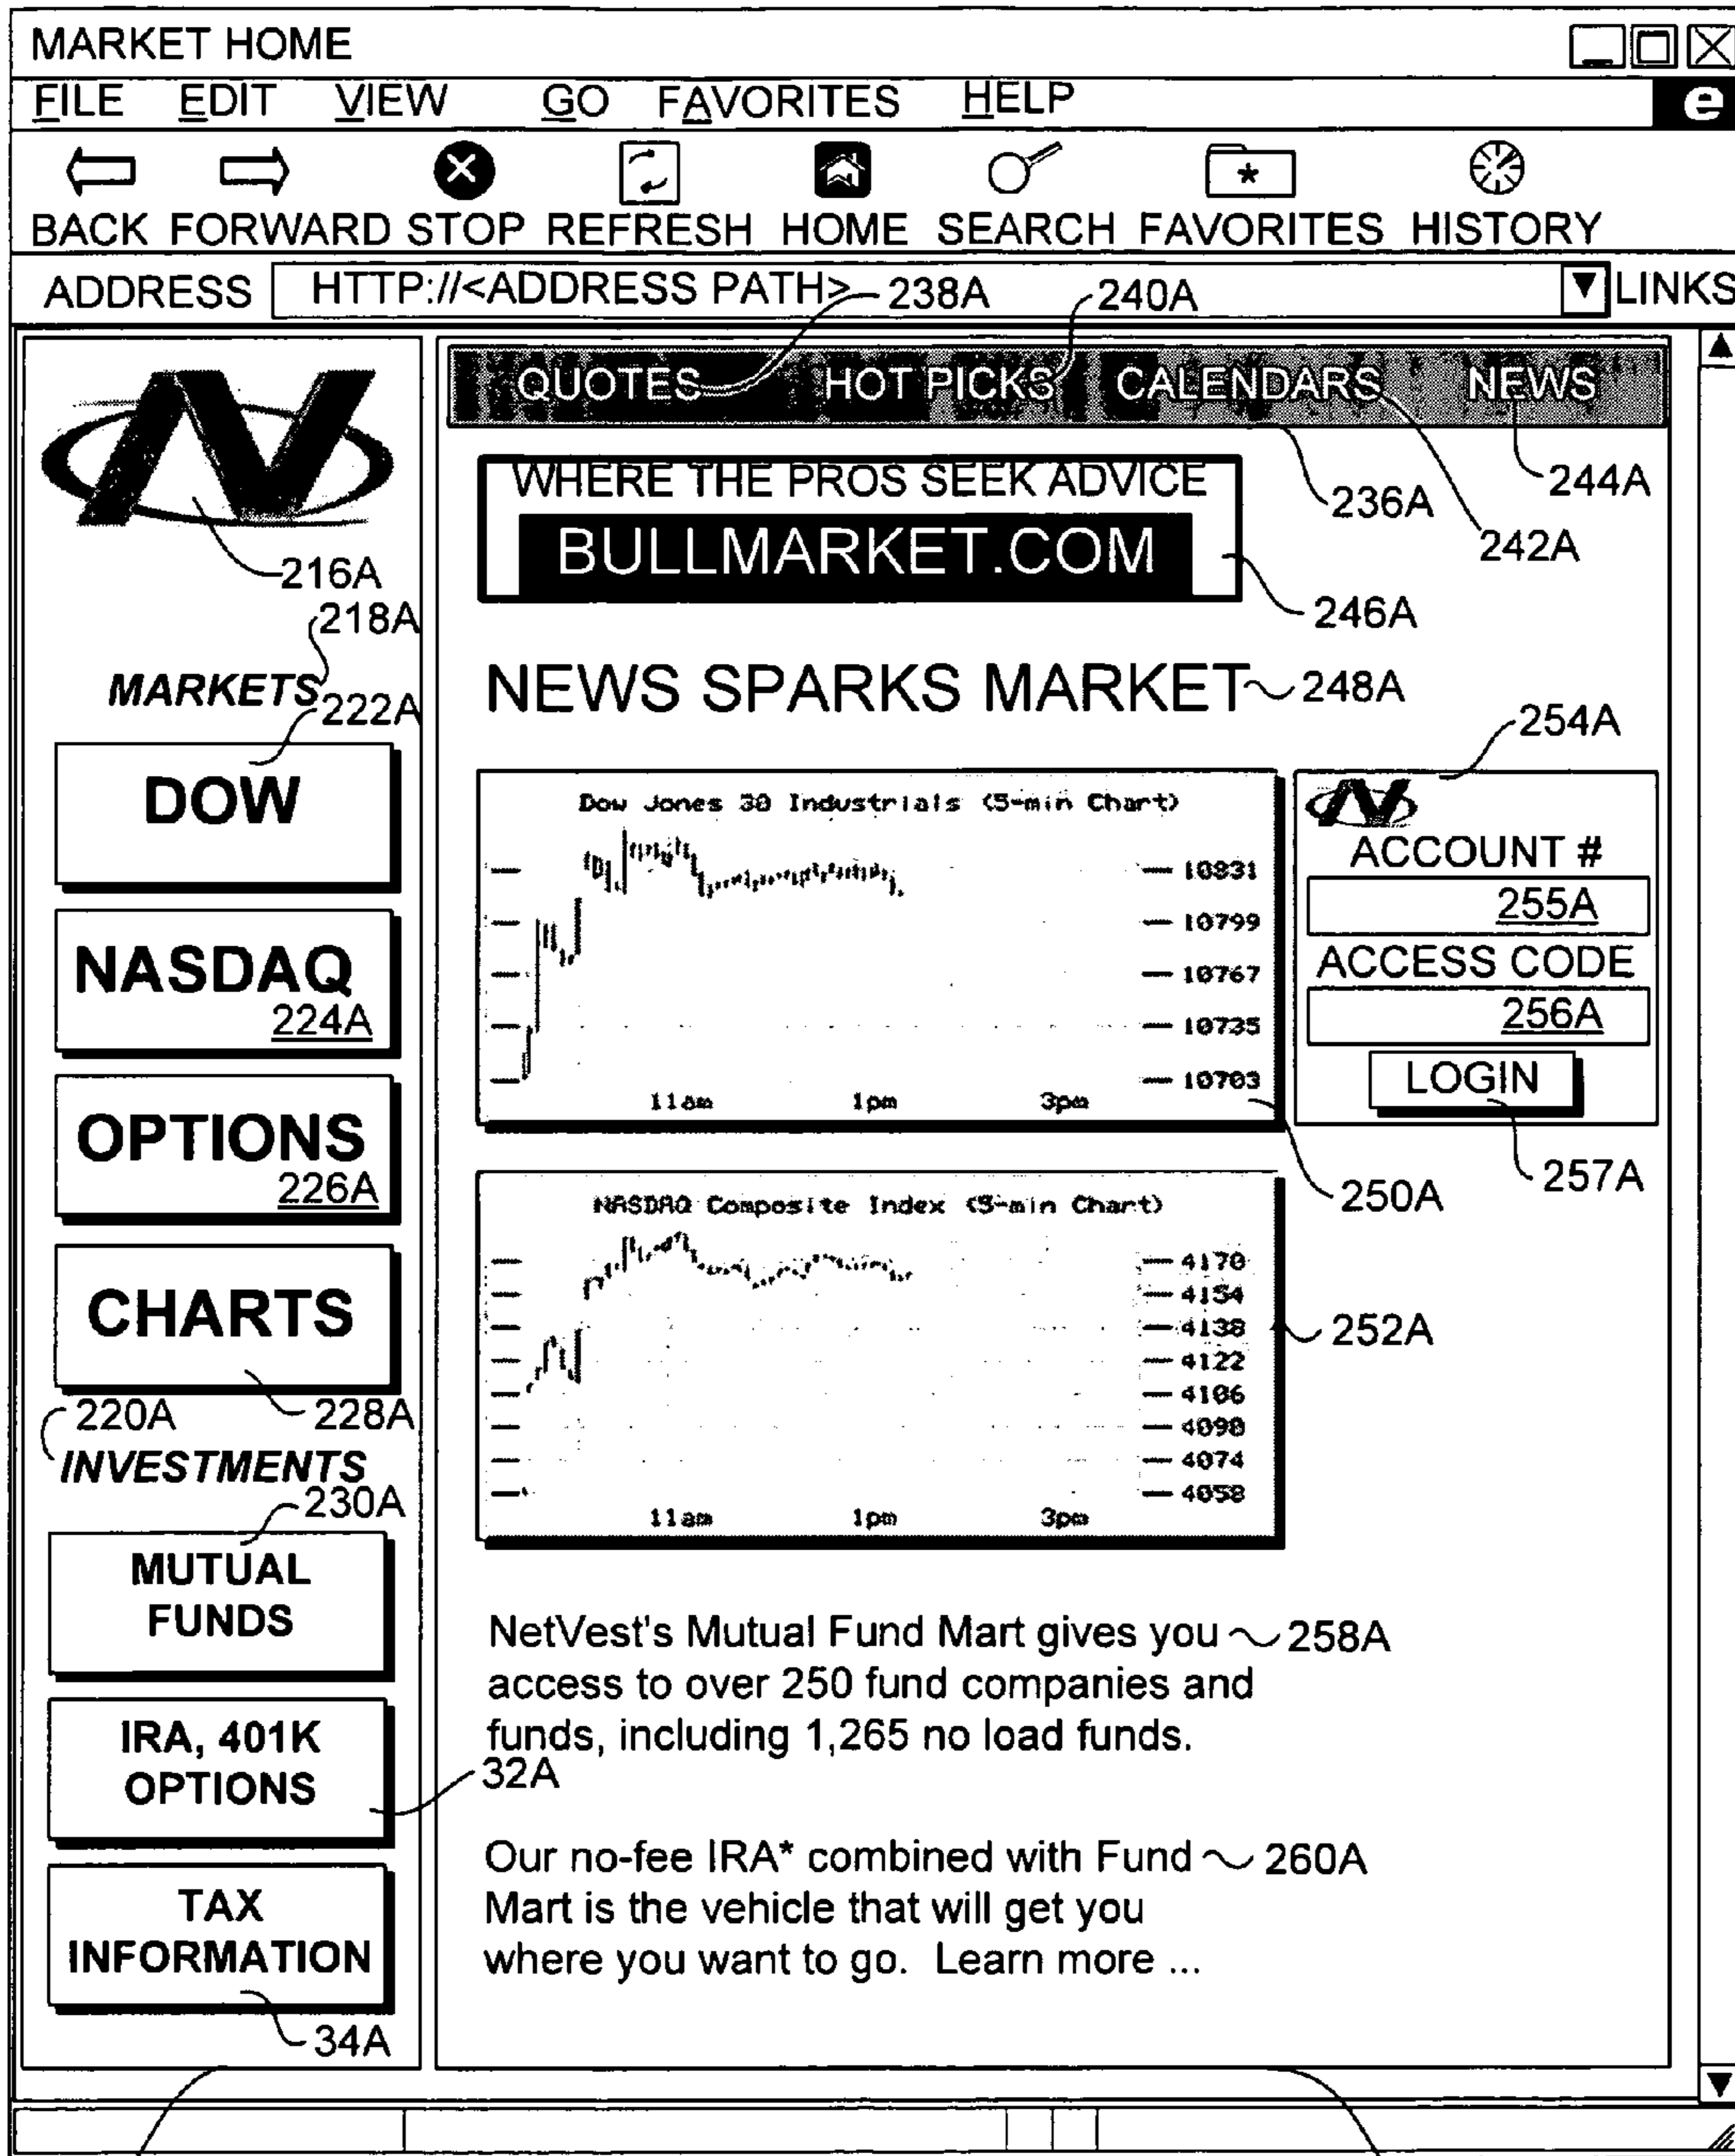 MARKET HOME
FILE EDIT VIEW GO FAVORITES HELP
e
BACK FORWARD STOP REFRESH HOME SEARCH FAVORITES HISTORY
ADDRESS HTTP://<ADDRESS PATH> LINKS
238A 240A
N
216A
218A
MARKETS
222A
DOW
NASDAQ
224A
OPTIONS
226A
CHARTS
220A 228A
INVESTMENTS
230A
MUTUAL
FUNDS
IRA, 401K
OPTIONS
32A
TAX
INFORMATION
34A
QUOTES HOT PICKS CALENDARS NEWS
236A
242A
244A
WHERE THE PROS SEEK ADVICE
BULLMARKET.COM
246A
NEWS SPARKS MARKET 248A
Dow Jones 30 Industrials (5-min Chart)
10831
10799
10767
10735
10703
11am 1pm 3pm
250A
254A
N
ACCOUNT #
255A
ACCESS CODE
256A
LOGIN
257A
NASDAQ Composite Index (5-min Chart)
4170
4154
4138
4122
4106
4090
4074
4058
11am 1pm 3pm
252A
NetVest's Mutual Fund Mart gives you 258A
access to over 250 fund companies and
funds, including 1,265 no load funds.
Our no-fee IRA* combined with Fund 260A
Mart is the vehicle that will get you
where you want to go. Learn more ...